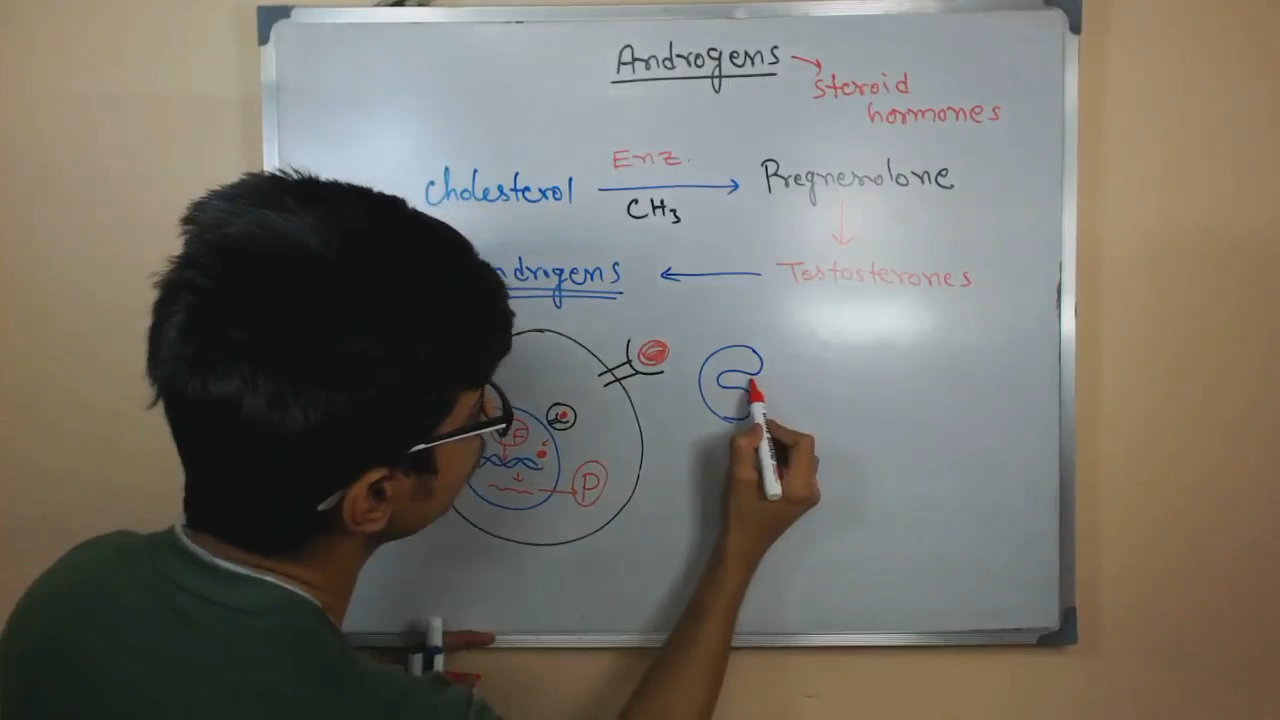 Androgens
steroid
hormones
Enz.
Cholesterol
Pregnenolone
CH3
ndrogens
Testosterones
F
P